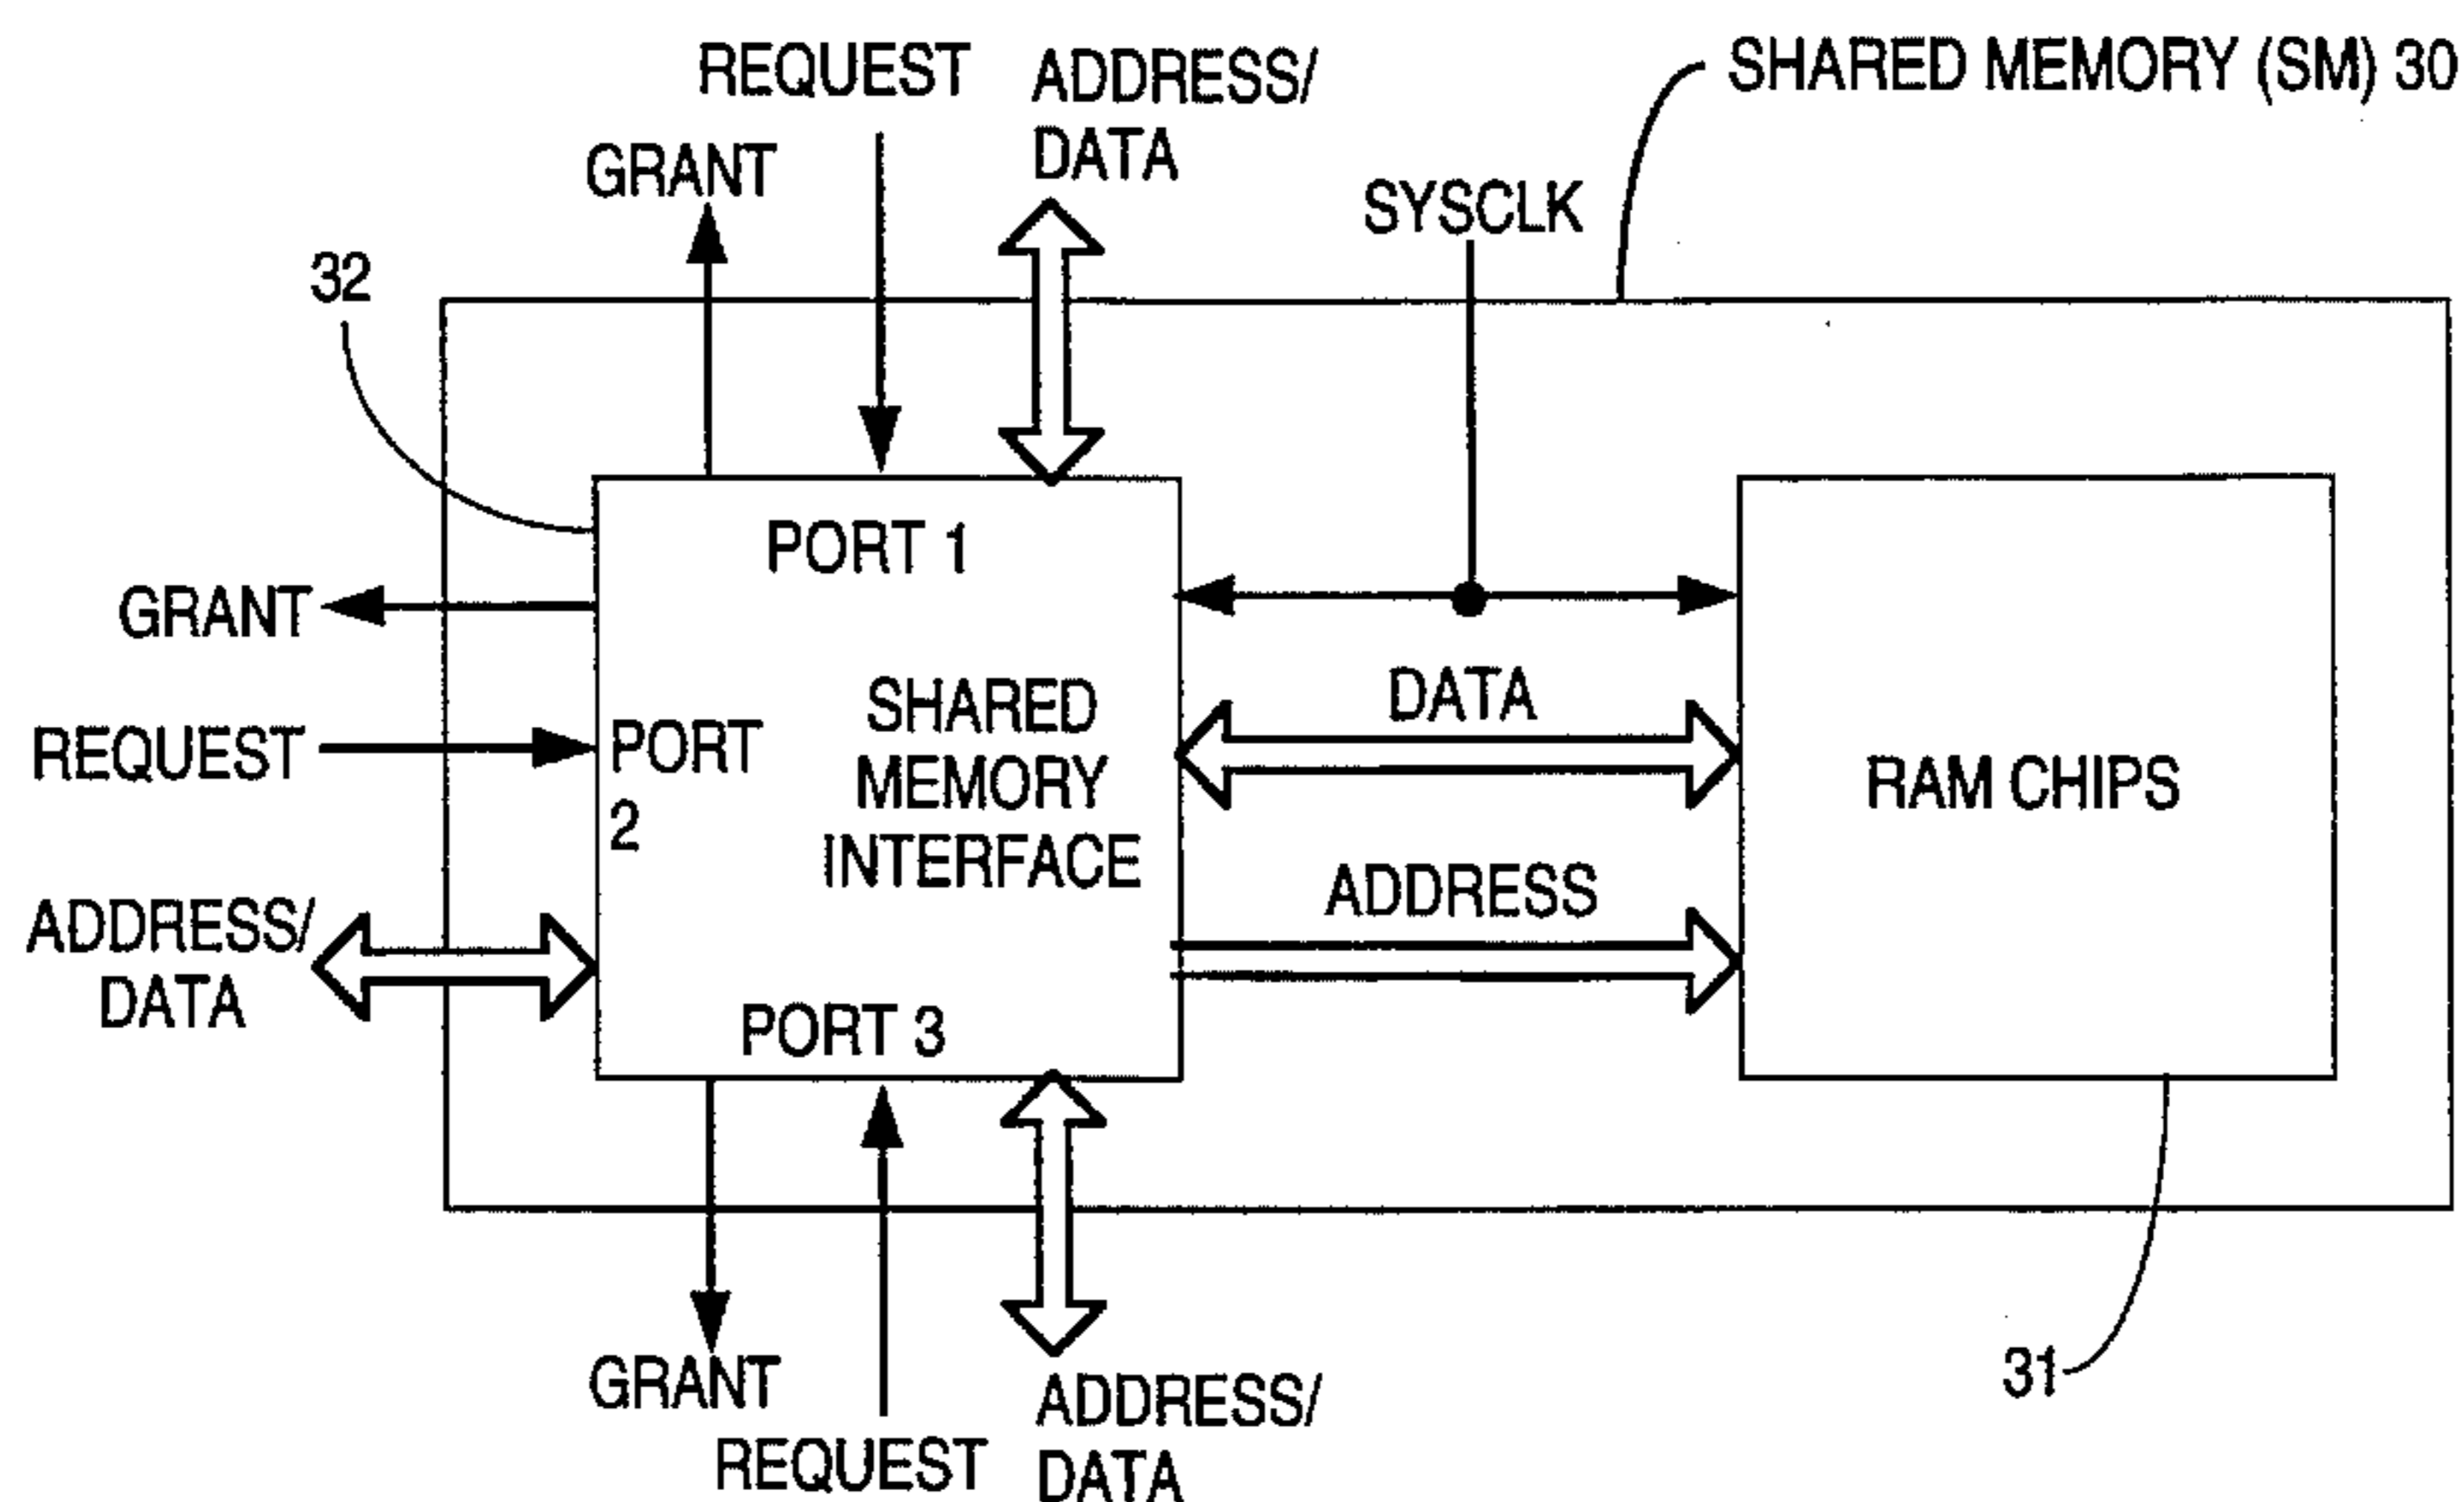 REQUEST
ADDRESS/
DATA
SHARED MEMORY (SM) 30
GRANT
SYSCLK
32
PORT 1
GRANT
DATA
SHARED
MEMORY
INTERFACE
REQUEST
PORT
2
RAM CHIPS
ADDRESS
ADDRESS/
DATA
PORT 3
GRANT
REQUEST
ADDRESS/
DATA
31